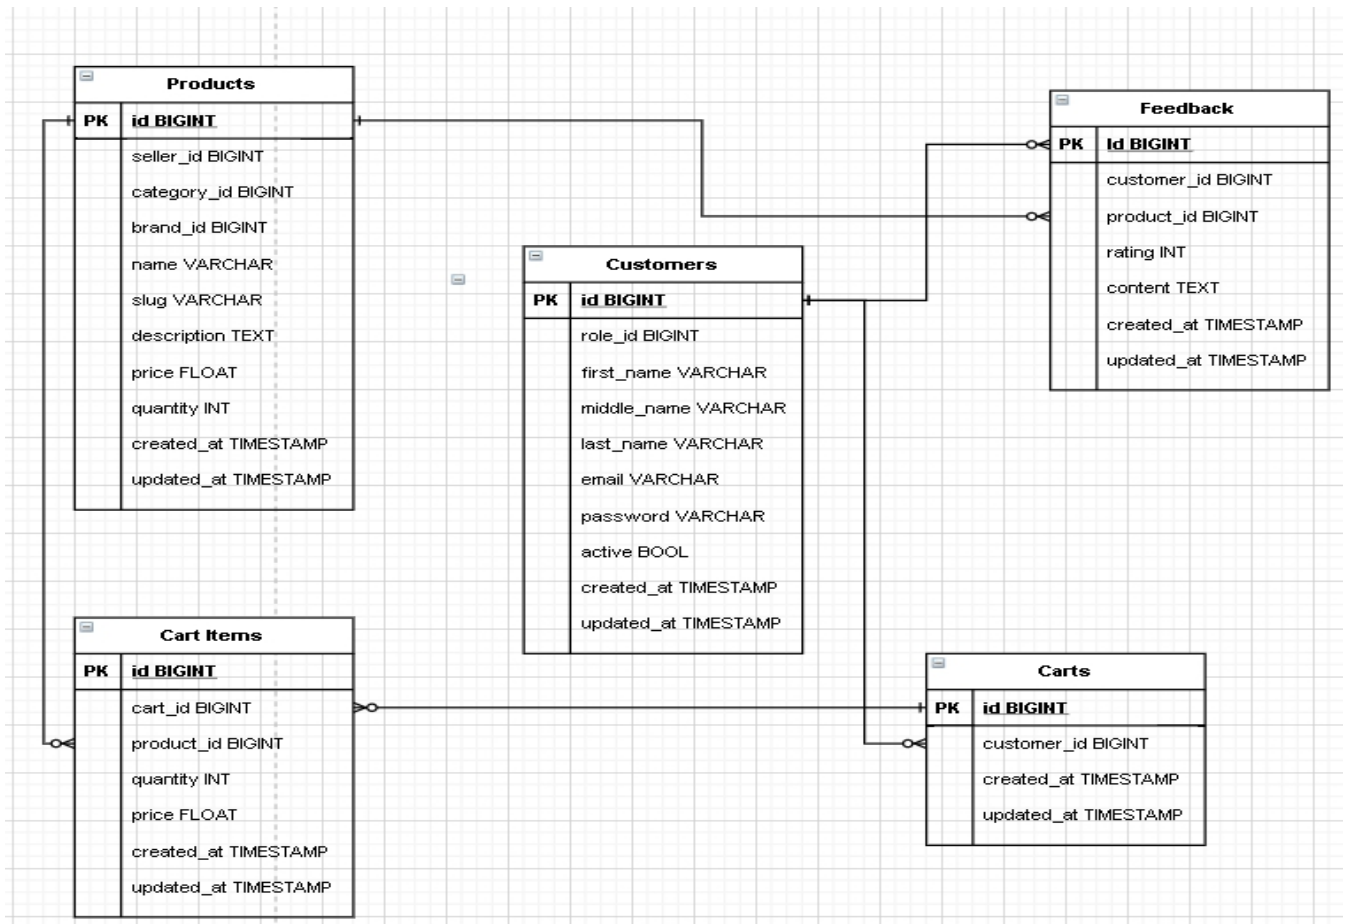 Products
PK id BIGINT
seller_id BIGINT
category_id BIGINT
brand_id BIGINT
name VARCHAR
slug VARCHAR
description TEXT
price FLOAT
quantity INT
created_at TIMESTAMP
updated_at TIMESTAMP
Feedback
PK Id BIGINT
customer_id BIGINT
product_id BIGINT
rating INT
content TEXT
created_at TIMESTAMP
updated_at TIMESTAMP
Customers
PK id BIGINT
role_id BIGINT
first_name VARCHAR
middle_name VARCHAR
last_name VARCHAR
email VARCHAR
password VARCHAR
active BOOL
created_at TIMESTAMP
updated_at TIMESTAMP
Cart Items
PK id BIGINT
cart_id BIGINT
product_id BIGINT
quantity INT
price FLOAT
created_at TIMESTAMP
updated_at TIMESTAMP
Carts
PK id BIGINT
customer_id BIGINT
created_at TIMESTAMP
updated_at TIMESTAMP